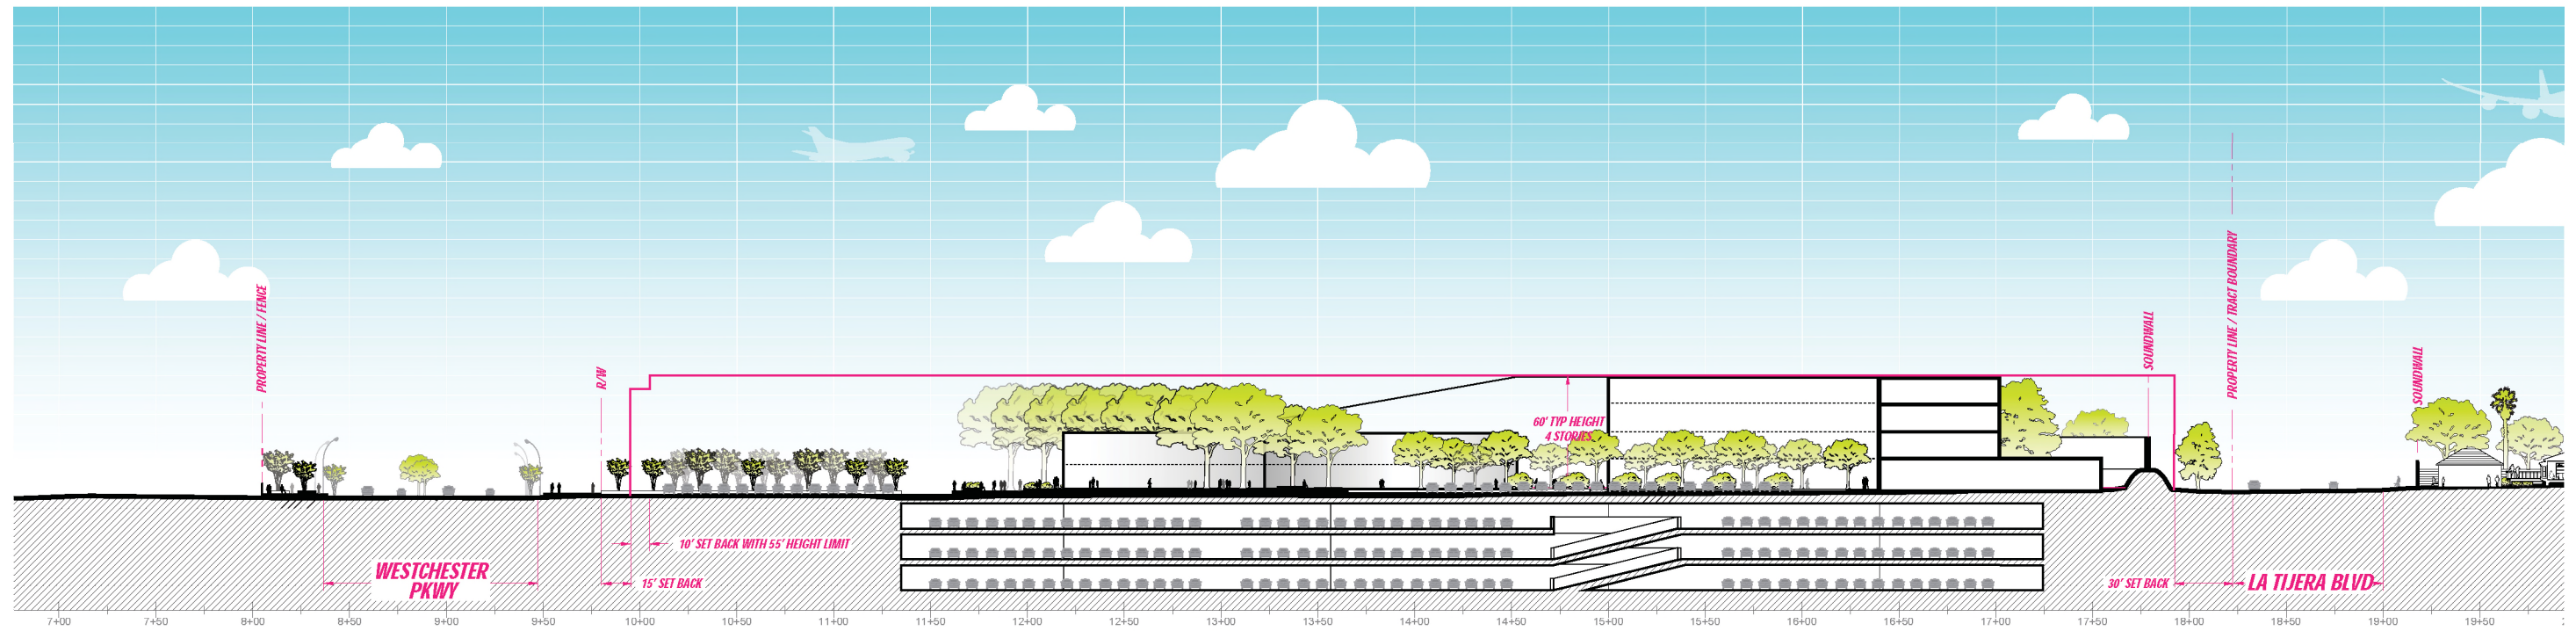 PROPERTY LINE / FENCE
R/W
60' TYP HEIGHT
4 STORIES
SOUNDWALL
PROPERTY LINE / TRACT BOUNDARY
SOUNDWALL
10' SET BACK WITH 55' HEIGHT LIMIT
WESTCHESTER
PKWY
15' SET BACK
30' SET BACK
LA TIJERA BLVD
7+00 7+50 8+00 8+50 9+00 9+50 10+00 10+50 11+00 11+50 12+00 12+50 13+00 13+50 14+00 14+50 15+00 15+50 16+00 16+50 17+00 17+50 18+00 18+50 19+00 19+50